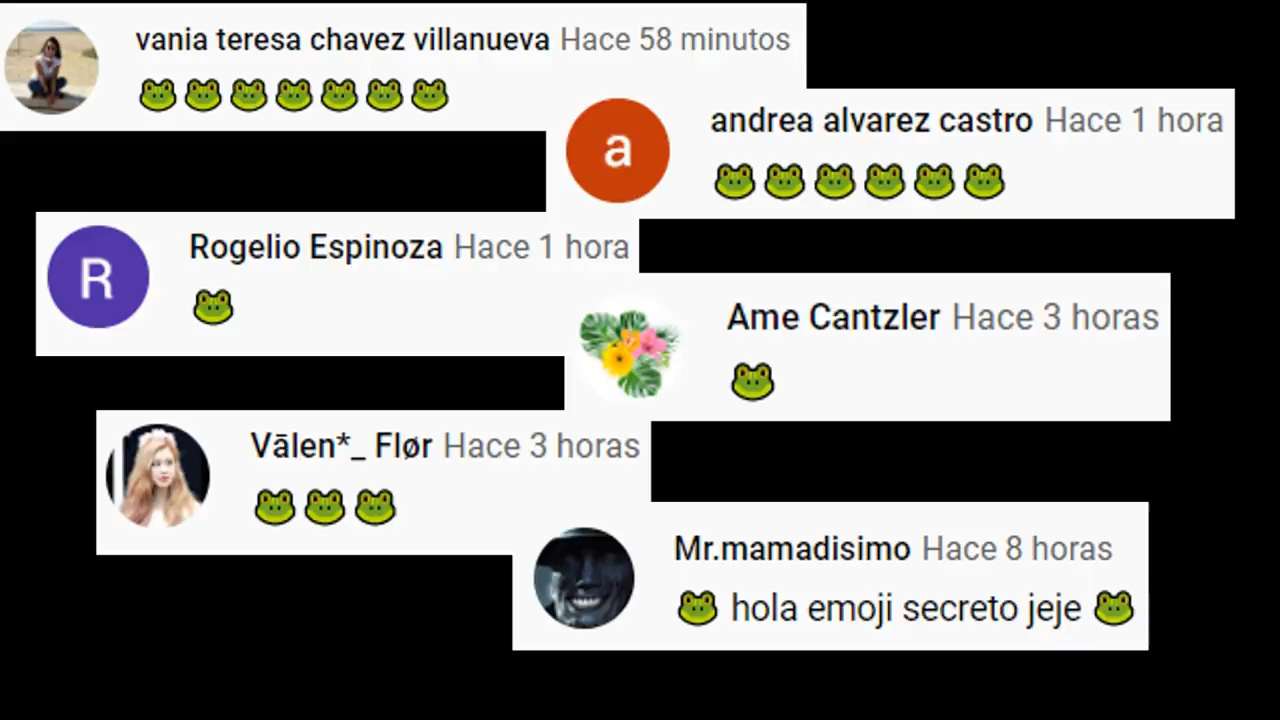 vania teresa chavez villanueva Hace 58 minutos
🐸🐸🐸🐸🐸🐸🐸
a
andrea alvarez castro Hace 1 hora
🐸🐸🐸🐸🐸🐸
R
Rogelio Espinoza Hace 1 hora
🐸
Ame Cantzler Hace 3 horas
🐸
Vālen*_ Flør Hace 3 horas
🐸🐸🐸
Mr.mamadisimo Hace 8 horas
🐸 hola emoji secreto jeje 🐸